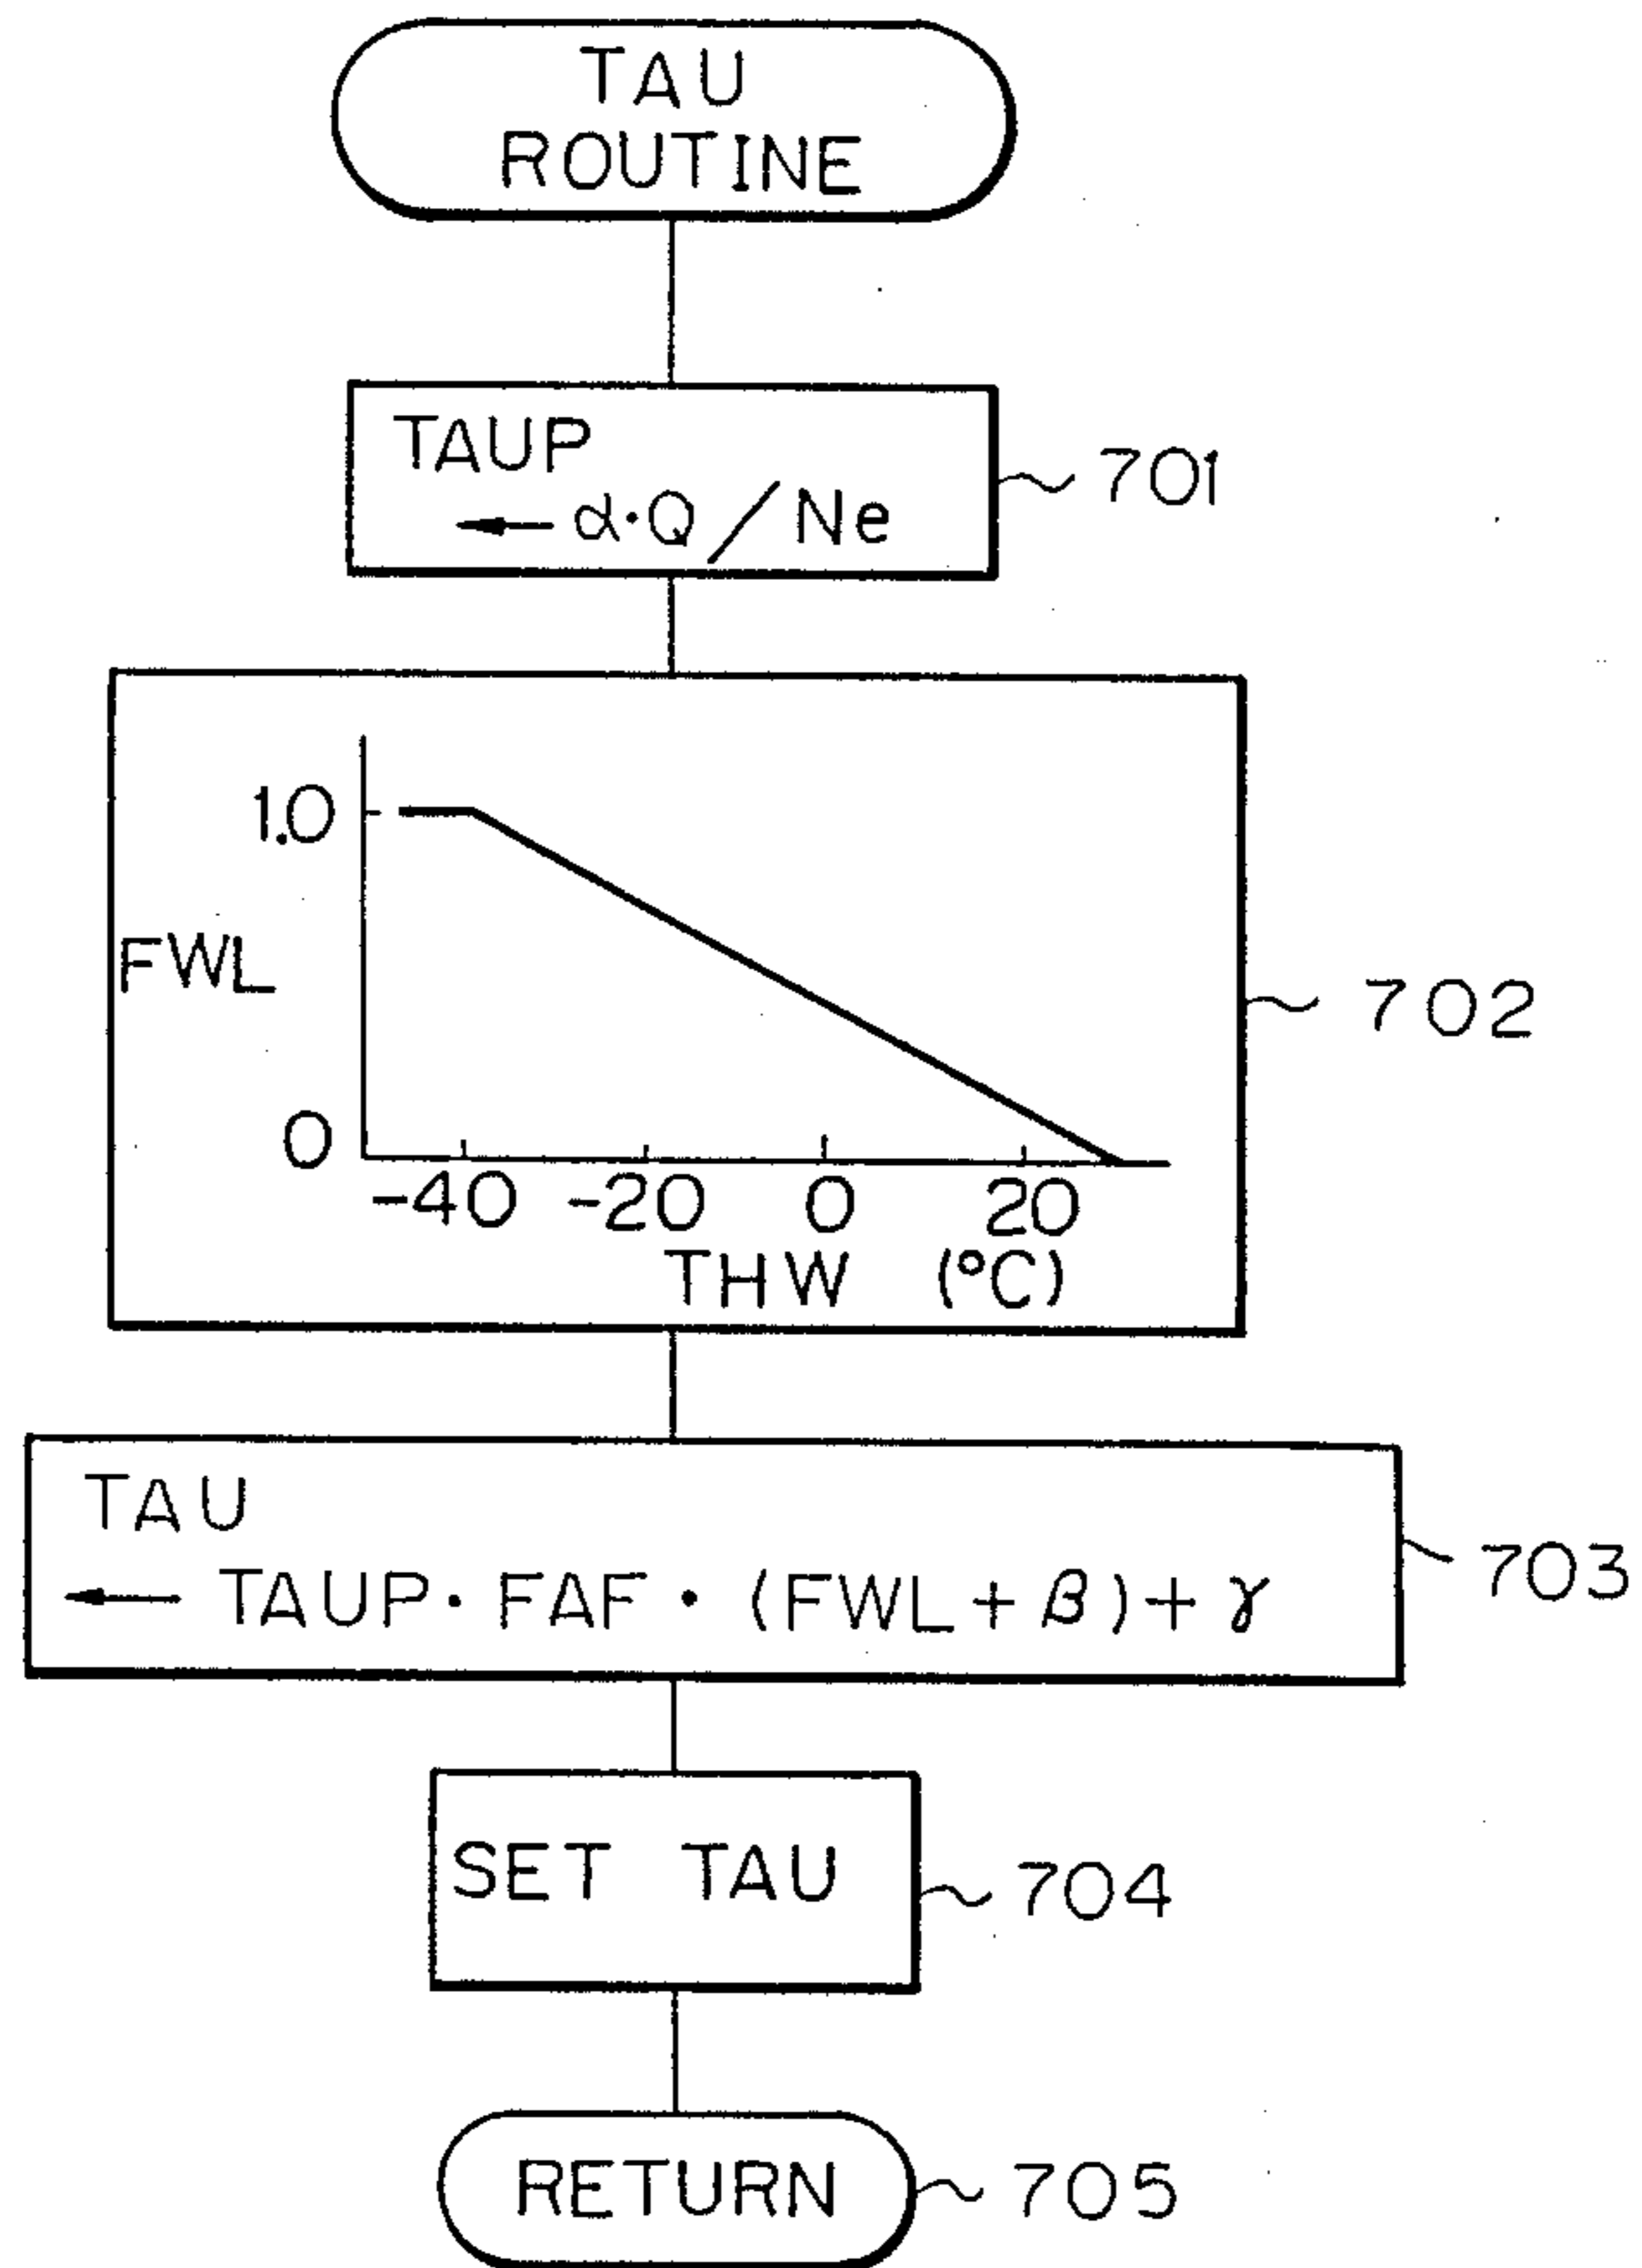 TAU
ROUTINE
TAUP
← α·Q/Ne
701
1.0
FWL
0
-40 -20 0 20
THW (°C)
702
TAU
← TAUP·FAF·(FWL+β)+γ
703
SET TAU
704
RETURN
705